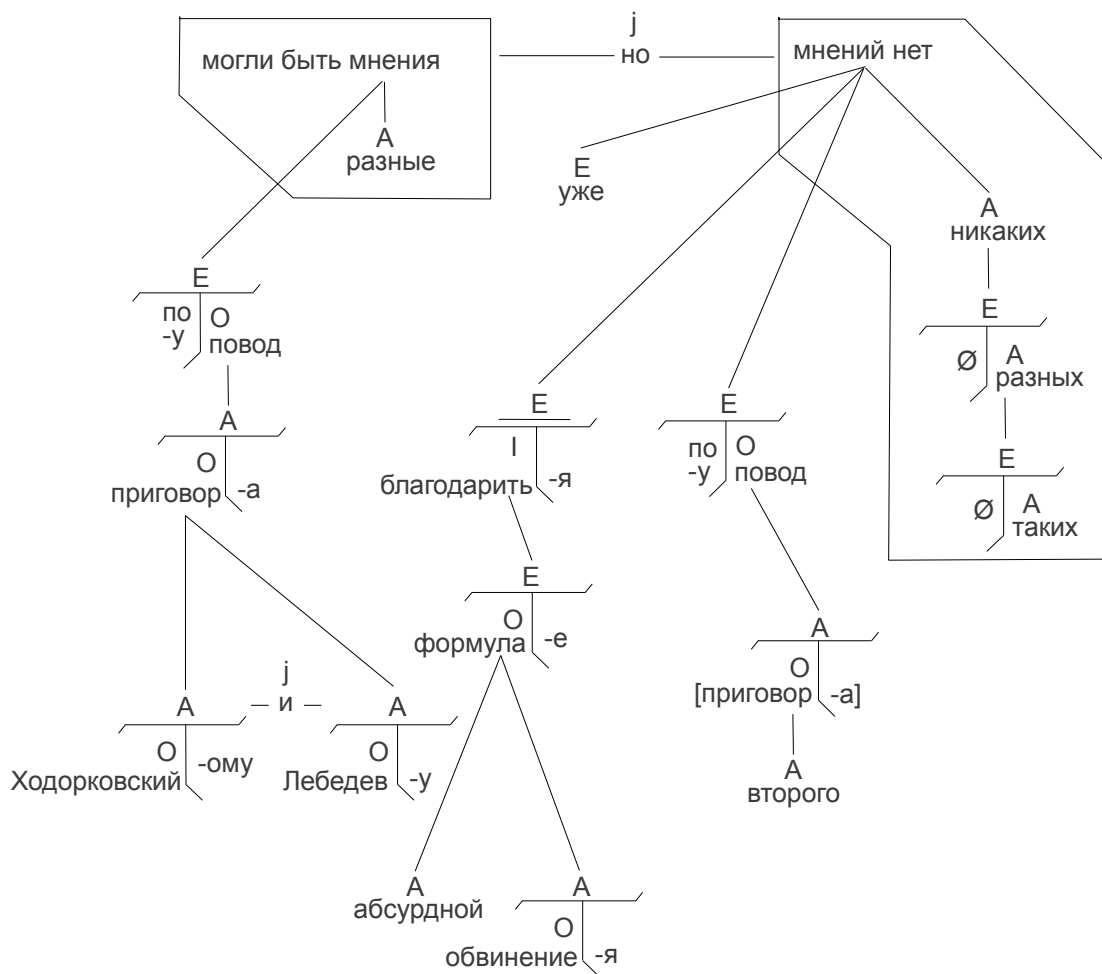 j
могли быть мнения
но
мнений нет
А
разные
Е
уже
А
никаких
Е
по
-у
О
повод
Е
Ø
А
разных
А
О
приговор
-а
Е
I
благодарить
-я
Е
по
-у
О
повод
Е
Ø
А
таких
Е
О
формула
-е
А
О
[приговор
-а]
j
А
и
А
О
Ходорковский
-ому
О
Лебедев
-у
А
второго
А
абсурдной
А
О
обвинение
-я